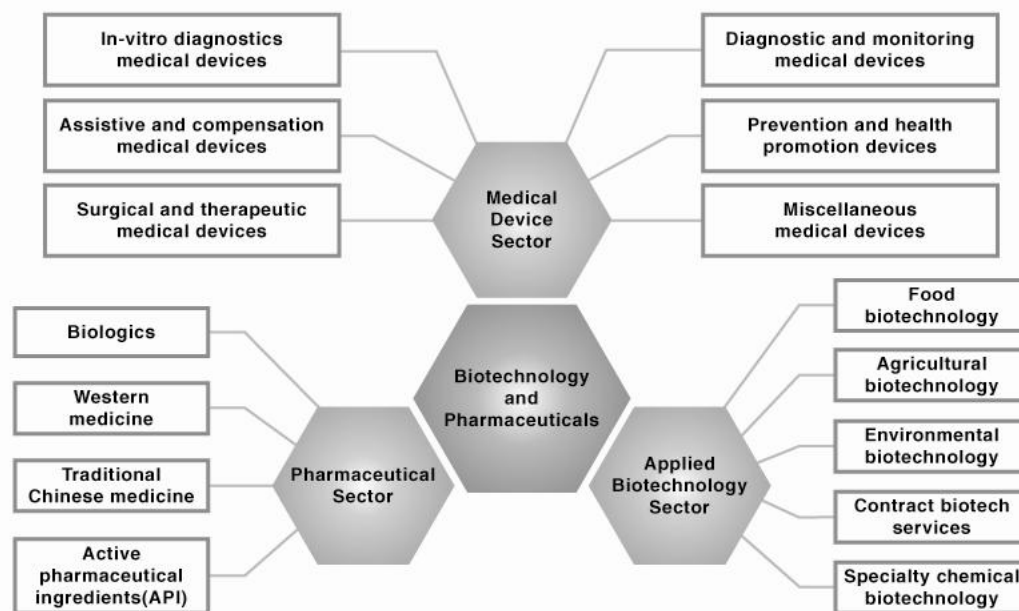 In-vitro diagnostics
medical devices
Assistive and compensation
medical devices
Surgical and therapeutic
medical devices
Diagnostic and monitoring
medical devices
Prevention and health
promotion devices
Miscellaneous
medical devices
Medical
Device
Sector
Biotechnology
and
Pharmaceuticals
Biologics
Western
medicine
Traditional
Chinese medicine
Active
pharmaceutical
ingredients(API)
Pharmaceutical
Sector
Applied
Biotechnology
Sector
Food
biotechnology
Agricultural
biotechnology
Environmental
biotechnology
Contract biotech
services
Specialty chemical
biotechnology